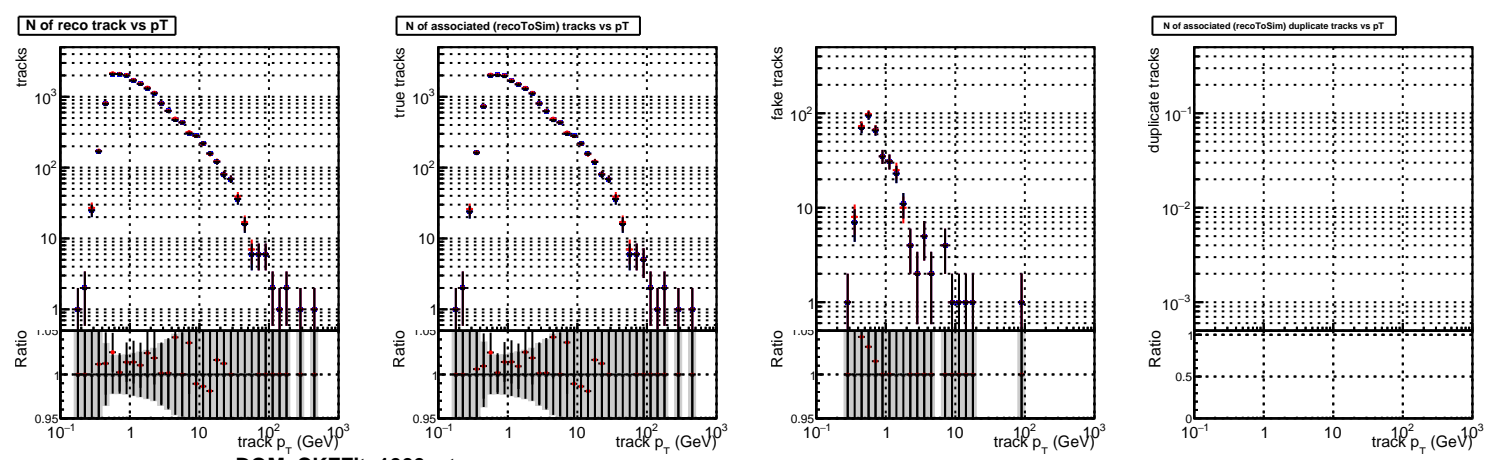 N of reco track vs pT
tracks
10³
10²
10
1
1.05
Ratio
1
0.95
10⁻¹ 1 10 10² 10³
track p_T (GeV)
N of associated (recoToSim) tracks vs pT
true tracks
10³
10²
10
1
1.05
Ratio
1
0.95
10⁻¹ 1 10 10² 10³
track p_T (GeV)
fake tracks
10²
10
1
1.05
Ratio
1
0.95
10⁻¹ 1 10 10² 10³
track p_T (GeV)
N of associated (recoToSim) duplicate tracks vs pT
duplicate tracks
10⁻¹
10⁻²
10⁻³
Ratio
1
0.5
0
10⁻¹ 1 10 10² 10³
track p_T (GeV)